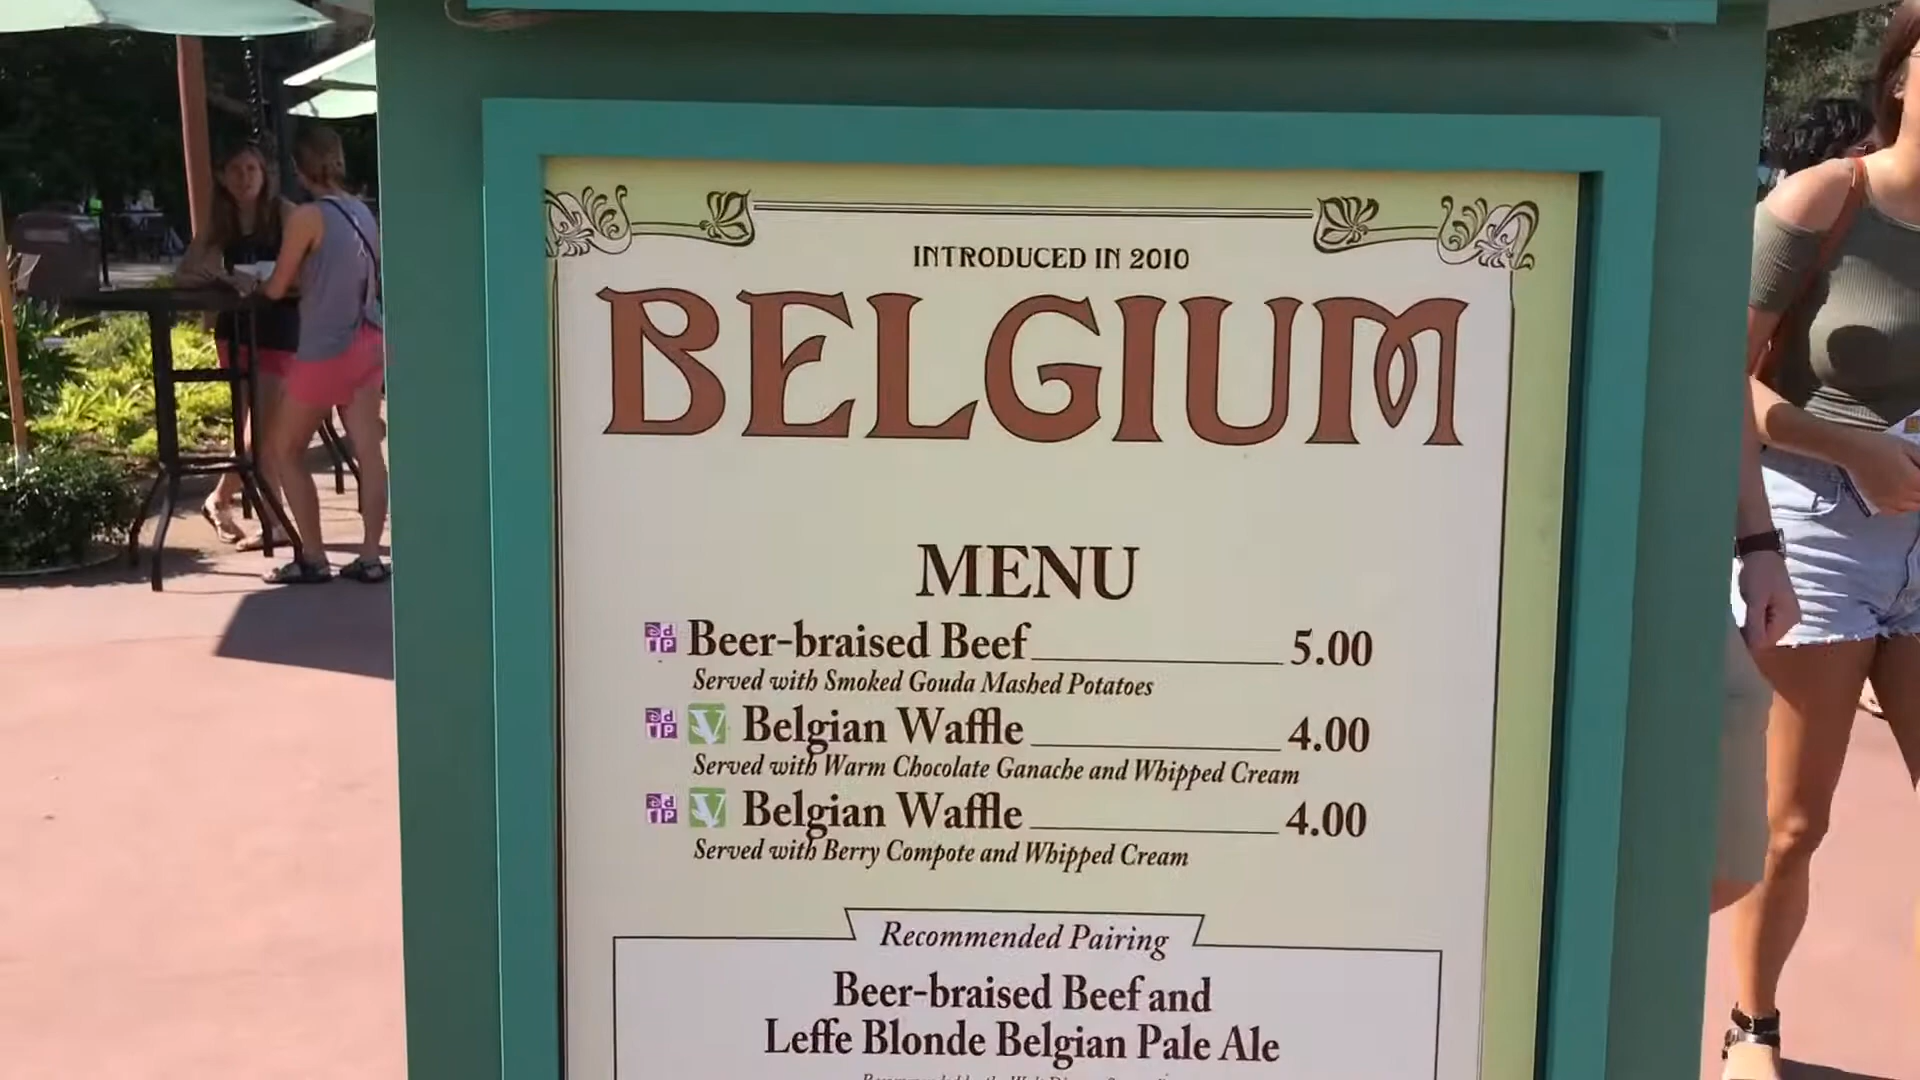 INTRODUCED IN 2010
BELGIUM
MENU
Beer-braised Beef 5.00
Served with Smoked Gouda Mashed Potatoes
V Belgian Waffle 4.00
Served with Warm Chocolate Ganache and Whipped Cream
V Belgian Waffle 4.00
Served with Berry Compote and Whipped Cream
Recommended Pairing
Beer-braised Beef and
Leffe Blonde Belgian Pale Ale